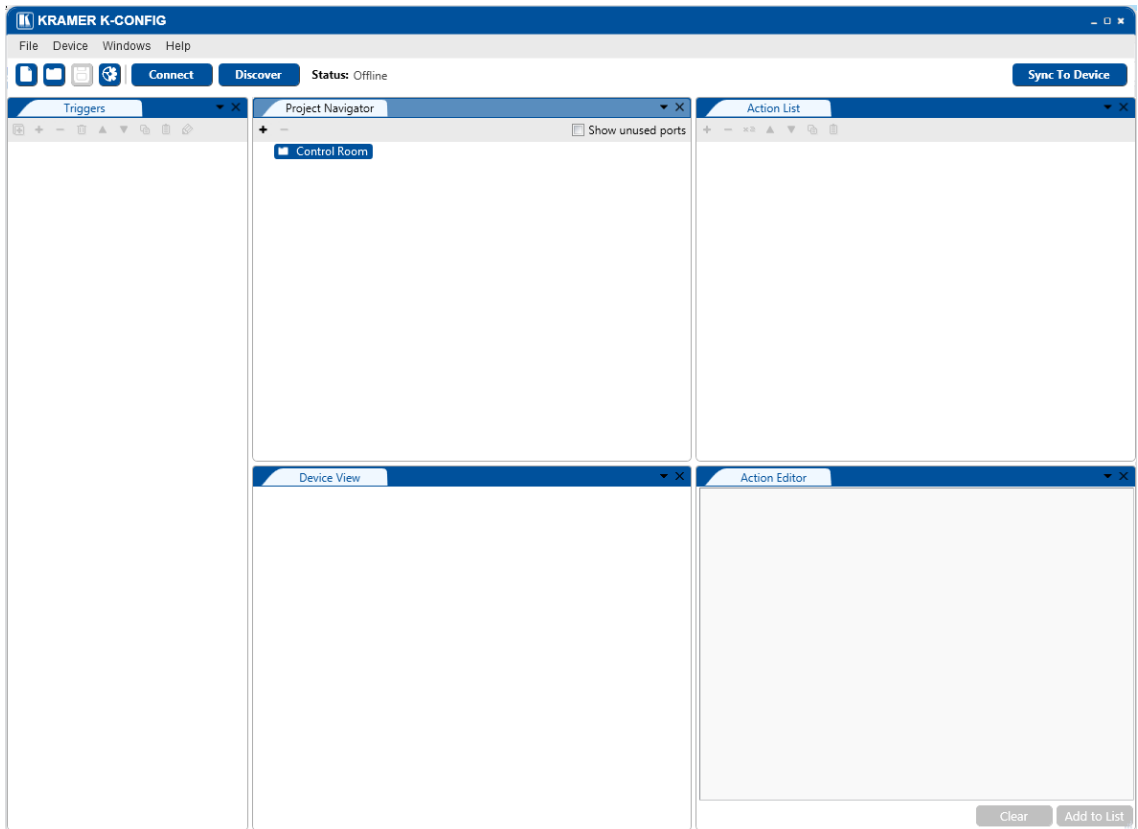 KRAMER K-CONFIG
File Device Windows Help
Connect Discover Status: Offline Sync To Device
Triggers
Project Navigator
Show unused ports
Control Room
Action List
Device View
Action Editor
Clear Add to List